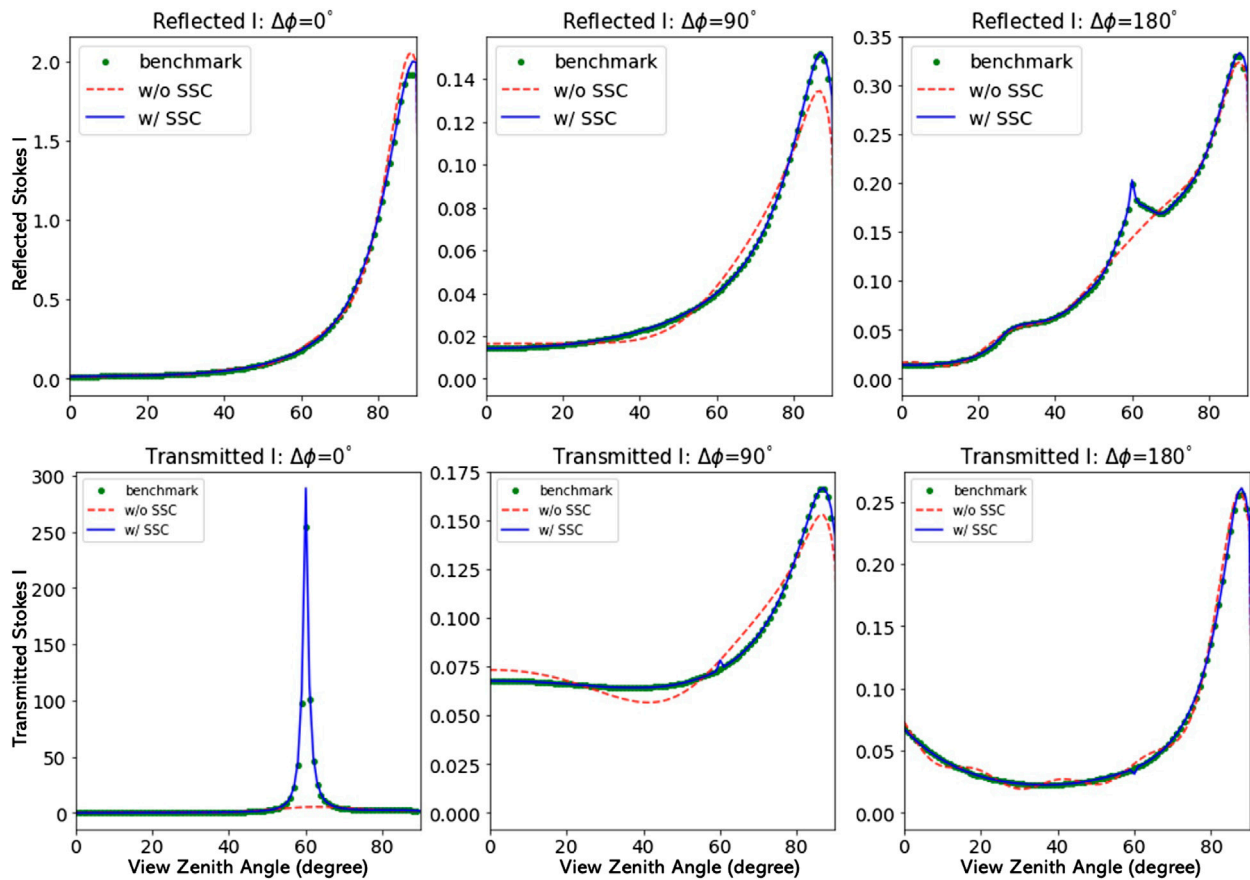 Reflected I: Δϕ=0°
Reflected I: Δϕ=90°
Reflected I: Δϕ=180°
Reflected Stokes I
2.0
1.5
1.0
0.5
0.0
benchmark
w/o SSC
w/ SSC
0 20 40 60 80
0.14
0.12
0.10
0.08
0.06
0.04
0.02
0.00
benchmark
w/o SSC
w/ SSC
0 20 40 60 80
0.35
0.30
0.25
0.20
0.15
0.10
0.05
0.00
benchmark
w/o SSC
w/ SSC
0 20 40 60 80
Transmitted I: Δϕ=0°
Transmitted I: Δϕ=90°
Transmitted I: Δϕ=180°
Transmitted Stokes I
300
250
200
150
100
50
0
benchmark
w/o SSC
w/ SSC
0 20 40 60 80
View Zenith Angle (degree)
0.175
0.150
0.125
0.100
0.075
0.050
0.025
0.000
benchmark
w/o SSC
w/ SSC
0 20 40 60 80
View Zenith Angle (degree)
0.25
0.20
0.15
0.10
0.05
0.00
benchmark
w/o SSC
w/ SSC
0 20 40 60 80
View Zenith Angle (degree)